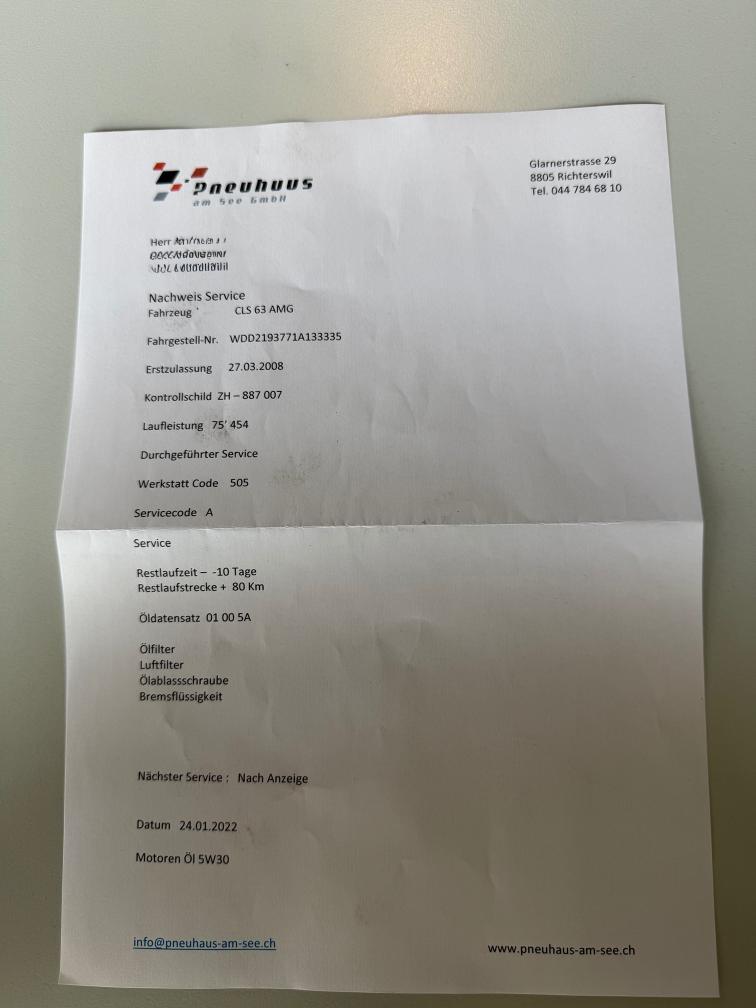 Pneuhuus
am See GmbH
Glarnerstrasse 29
8805 Richterswil
Tel. 044 784 68 10
Herr
Nachweis Service
Fahrzeug CLS 63 AMG
Fahrgestell-Nr. WDD2193771A133335
Erstzulassung 27.03.2008
Kontrollschild ZH – 887 007
Laufleistung 75' 454
Durchgeführter Service
Werkstatt Code 505
Servicecode A
Service
Restlaufzeit – -10 Tage
Restlaufstrecke + 80 Km
Öldatensatz 01 00 5A
Ölfilter
Luftfilter
Ölablassschraube
Bremsflüssigkeit
Nächster Service : Nach Anzeige
Datum 24.01.2022
Motoren Öl 5W30
info@pneuhaus-am-see.ch
www.pneuhaus-am-see.ch